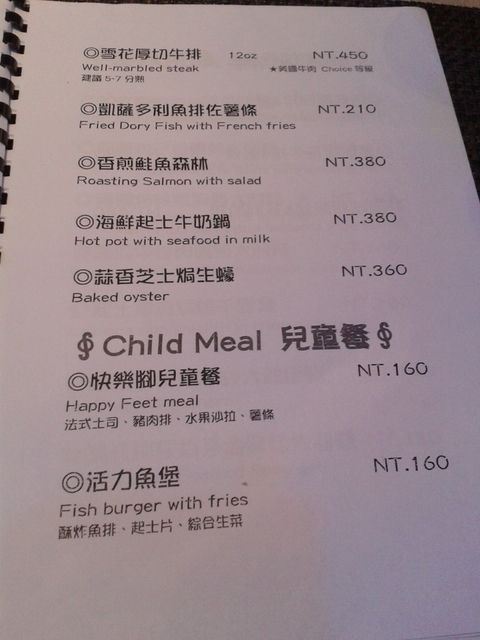 ◎雪花厚切牛排 12oz NT.450
Well-marbled steak ★美國牛肉 Choice 等級
建議 5-7 分熟
◎凱薩多利魚排佐薯條 NT.210
Fried Dory Fish with French fries
◎香煎鮭魚森林 NT.380
Roasting Salmon with salad
◎海鮮起士牛奶鍋 NT.380
Hot pot with seafood in milk
◎蒜香芝士焗生蠔 NT.360
Baked oyster
∮Child Meal 兒童餐∮
◎快樂腳兒童餐 NT.160
Happy Feet meal
法式土司、豬肉排、水果沙拉、薯條
◎活力魚堡 NT.160
Fish burger with fries
酥炸魚排、起士片、綜合生菜